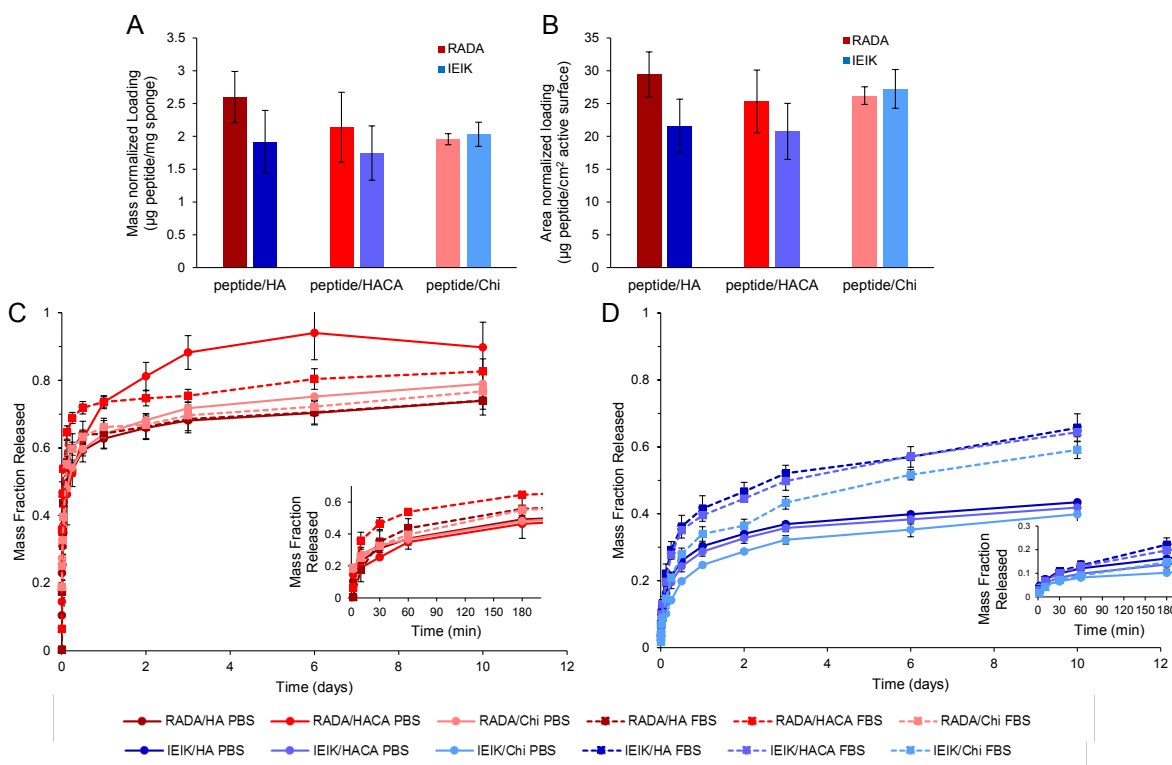 A
Mass normalized Loading
(µg peptide/mg sponge)
3.5
3
2.5
2
1.5
1
0.5
0
RADA
IEIK
peptide/HA peptide/HACA peptide/Chi
B
Area normalized loading
(µg peptide/cm² active surface)
35
30
25
20
15
10
5
0
RADA
IEIK
peptide/HA peptide/HACA peptide/Chi
C
Mass Fraction Released
1
0.8
0.6
0.4
0.2
0
0 2 4 6 8 10 12
Time (days)
Mass Fraction
Released
0.6
0.4
0.2
0.0
0 30 60 90 120 150 180
Time (min)
D
Mass Fraction Released
1
0.8
0.6
0.4
0.2
0
0 2 4 6 8 10 12
Time (days)
Mass Fraction
Released
0.3
0.2
0.1
0
0 30 60 90 120 150 180
Time (min)
RADA/HA PBS RADA/HACA PBS RADA/Chi PBS RADA/HA FBS RADA/HACA FBS RADA/Chi FBS
IEIK/HA PBS IEIK/HACA PBS IEIK/Chi PBS IEIK/HA FBS IEIK/HACA FBS IEIK/Chi FBS